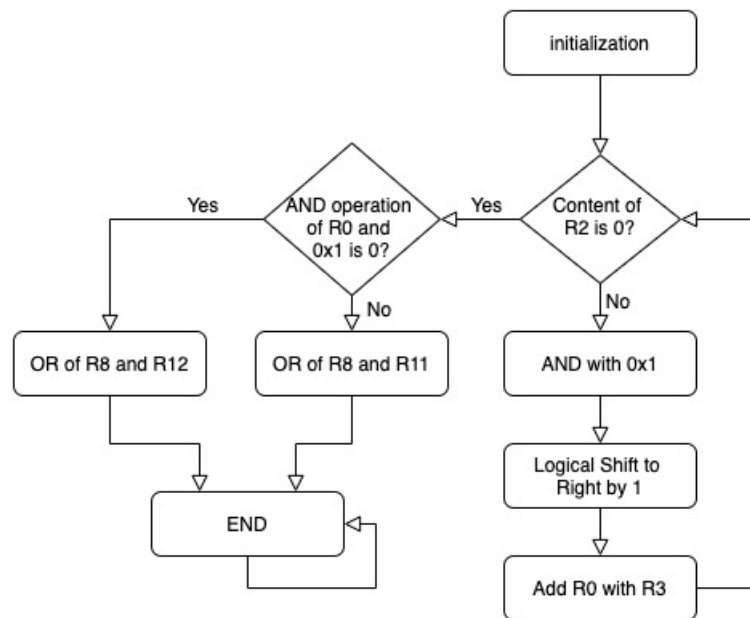 initialization
Content of
R2 is 0?
Yes
No
AND operation
of R0 and
0x1 is 0?
Yes
No
OR of R8 and R12
OR of R8 and R11
AND with 0x1
Logical Shift to
Right by 1
END
Add R0 with R3